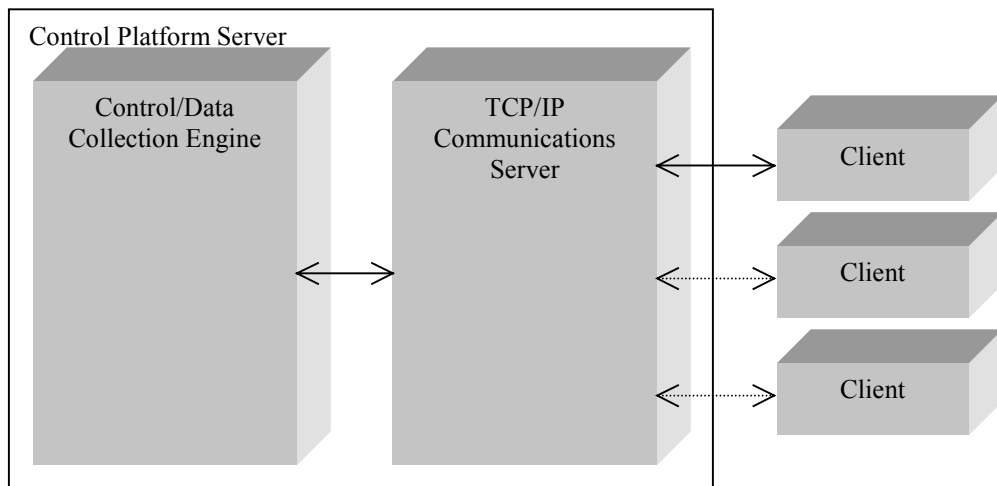 Control Platform Server
Control/Data
Collection Engine
TCP/IP
Communications
Server
Client
Client
Client